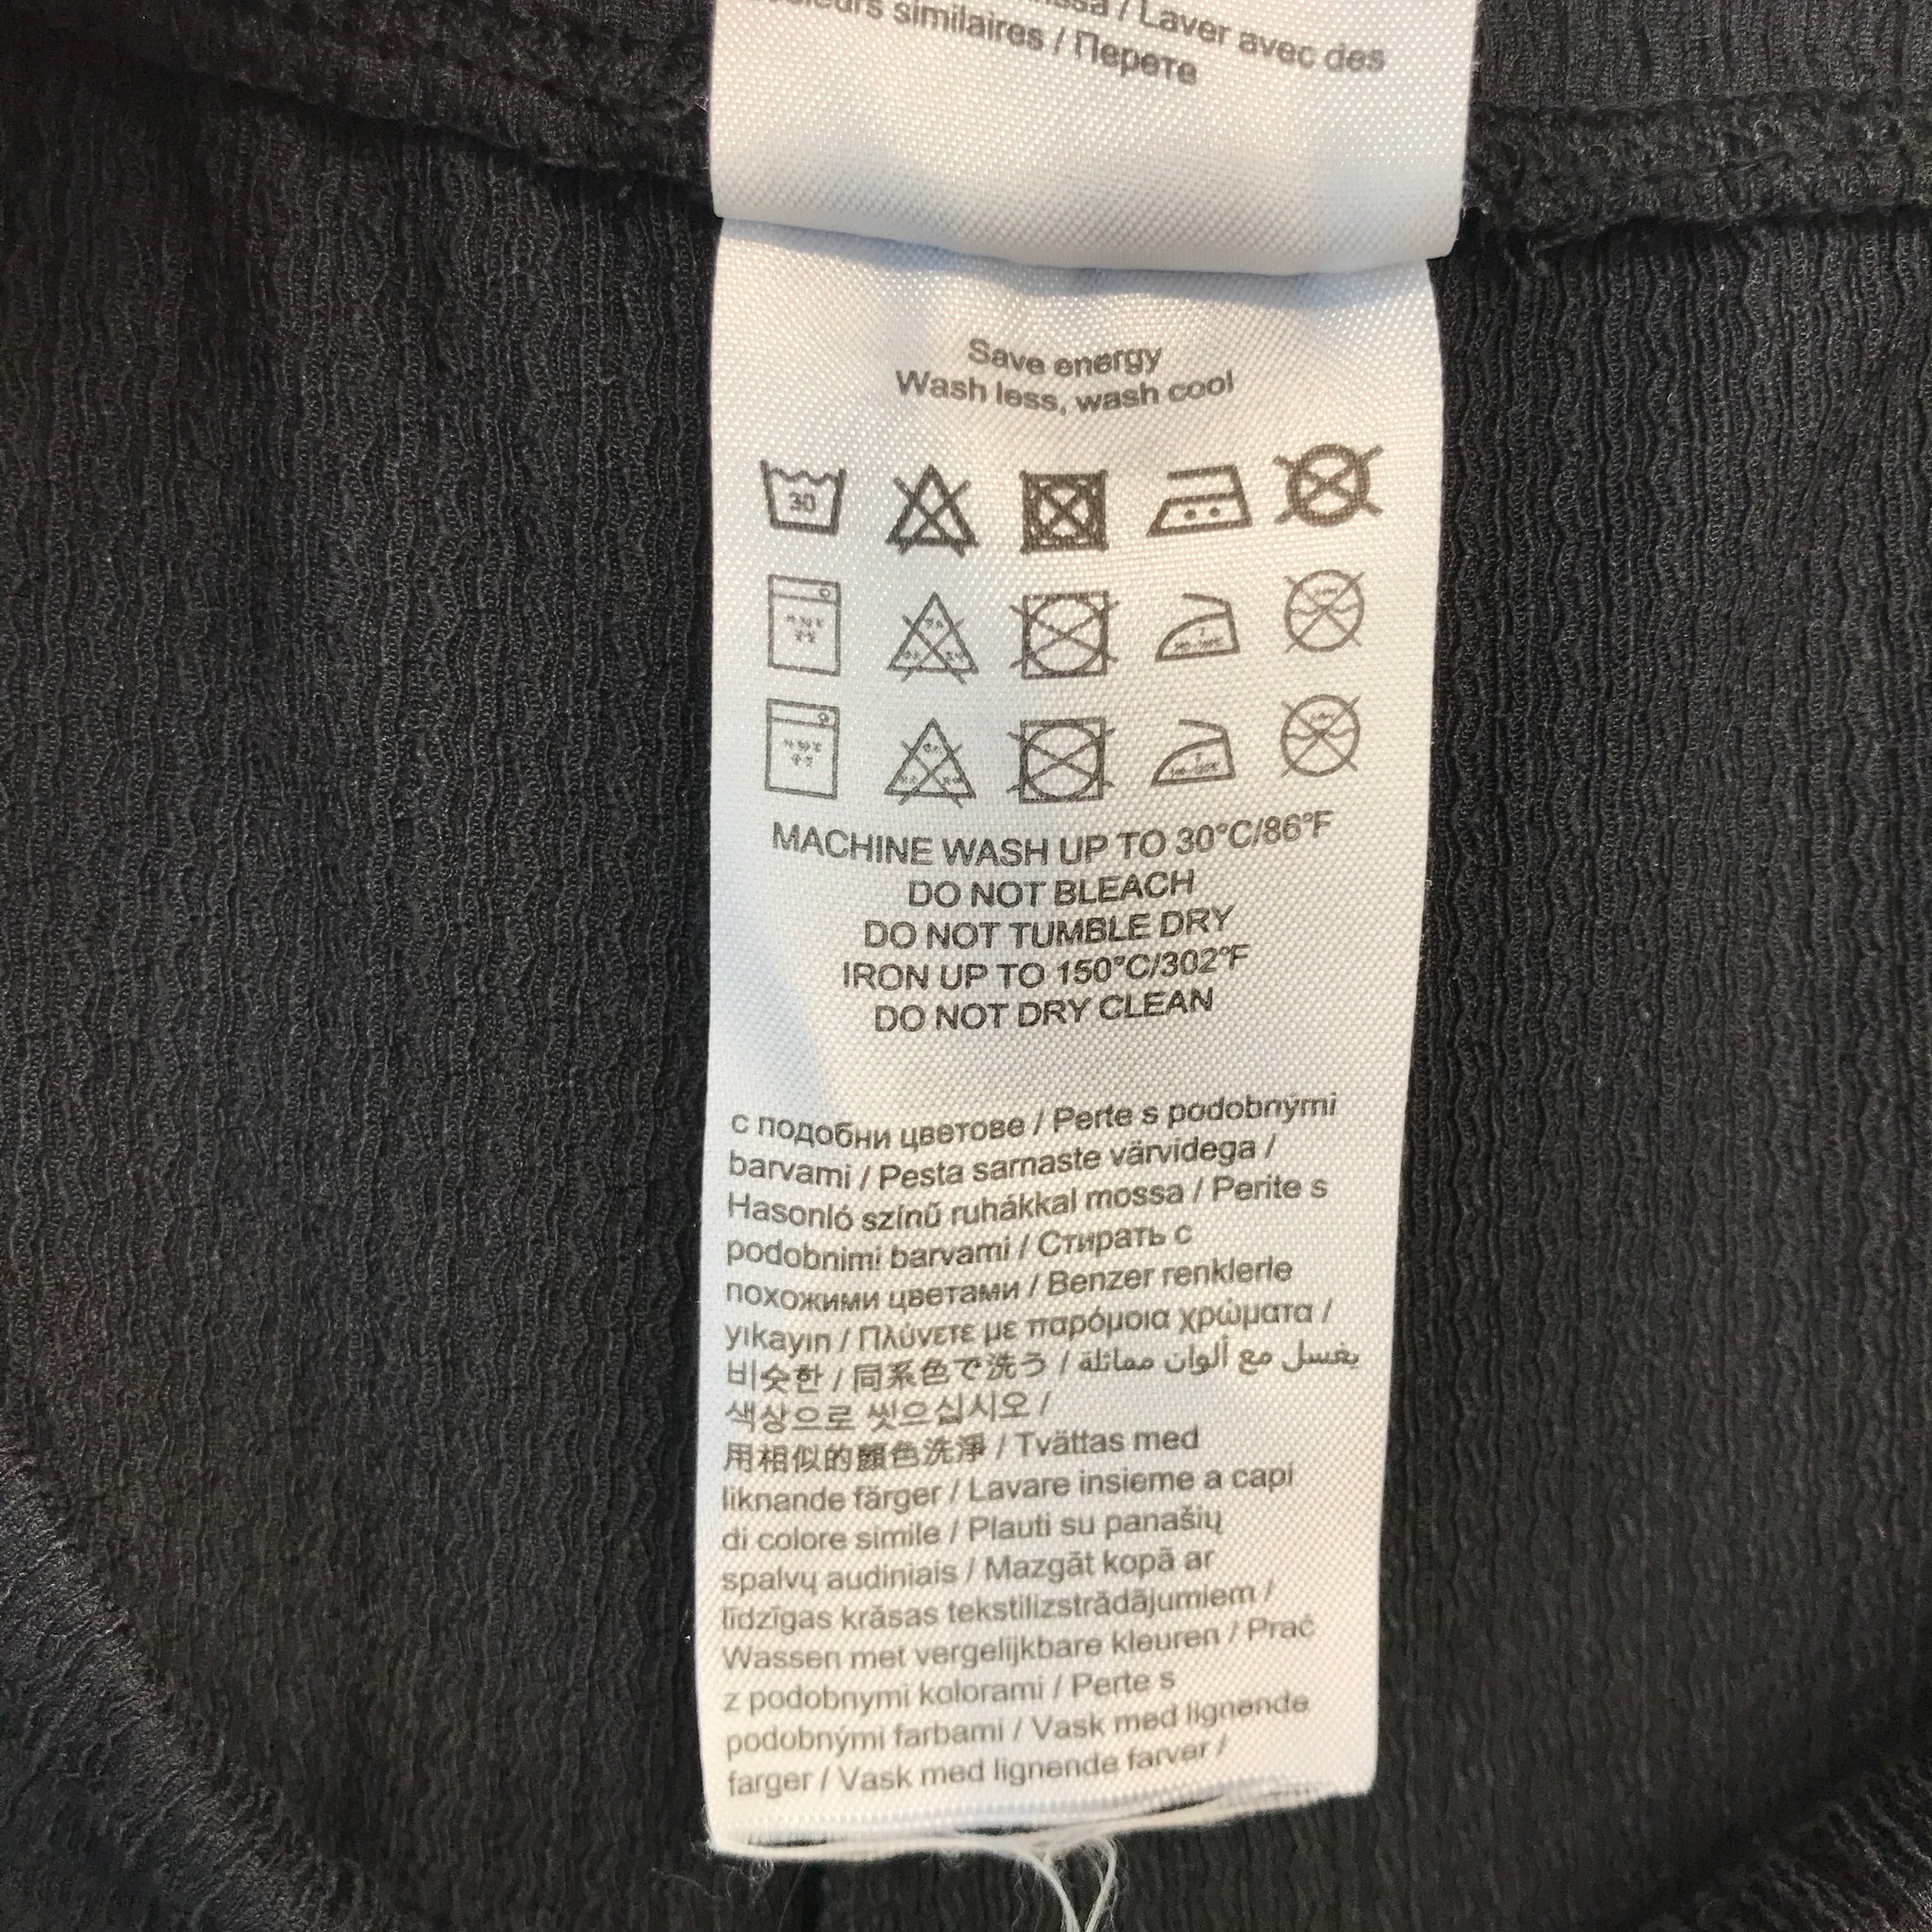 / Laver avec des
similaires / Перете
Save energy
Wash less, wash cool
30
MACHINE WASH UP TO 30°C/86°F
DO NOT BLEACH
DO NOT TUMBLE DRY
IRON UP TO 150°C/302°F
DO NOT DRY CLEAN
с подобни цветове / Perte s podobnými
barvami / Pesta sarnaste värvidega /
Hasonló színű ruhákkal mossa / Perite s
podobnimi barvami / Стирать с
похожими цветами / Benzer renklerle
yıkayın / Πλύνετε με παρόμοια χρώματα /
비슷한 / 同系色で洗う / يغسل مع ألوان مماثلة
색상으로 씻으십시오 /
用相似的顏色洗淨 / Tvättas med
liknande färger / Lavare insieme a capi
di colore simile / Plauti su panašių
spalvų audiniais / Mazgāt kopā ar
līdzīgas krāsas tekstilizstrādājumiem /
Wassen met vergelijkbare kleuren / Prać
z podobnymi kolorami / Perte s
podobnými farbami / Vask med lignende
farger / Vask med lignende farver /